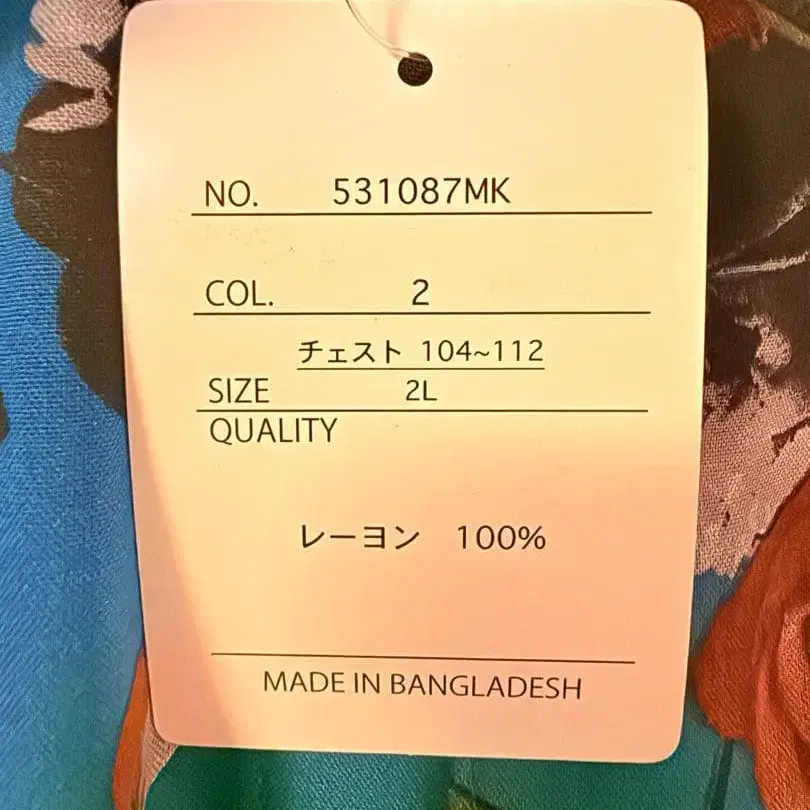 NO. 531087MK
COL. 2
チェスト 104~112
SIZE 2L
QUALITY
レーヨン 100%
MADE IN BANGLADESH